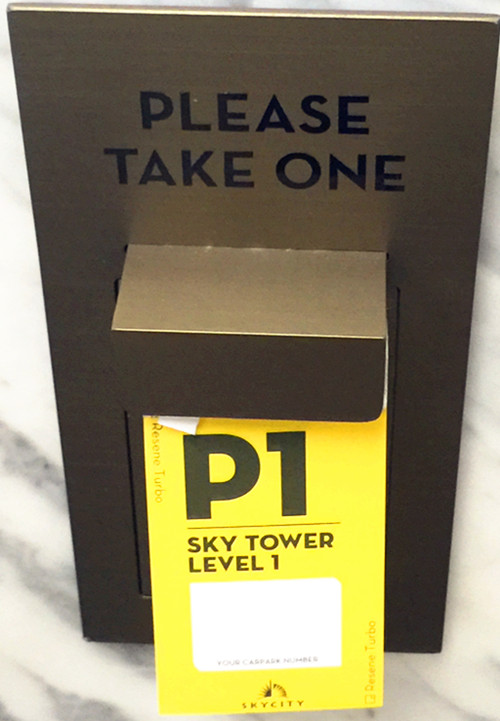 PLEASE
TAKE ONE
Resene Turbo
P1
SKY TOWER
LEVEL 1
YOUR CARPARK NUMBER
Resene Turbo
SKYCITY